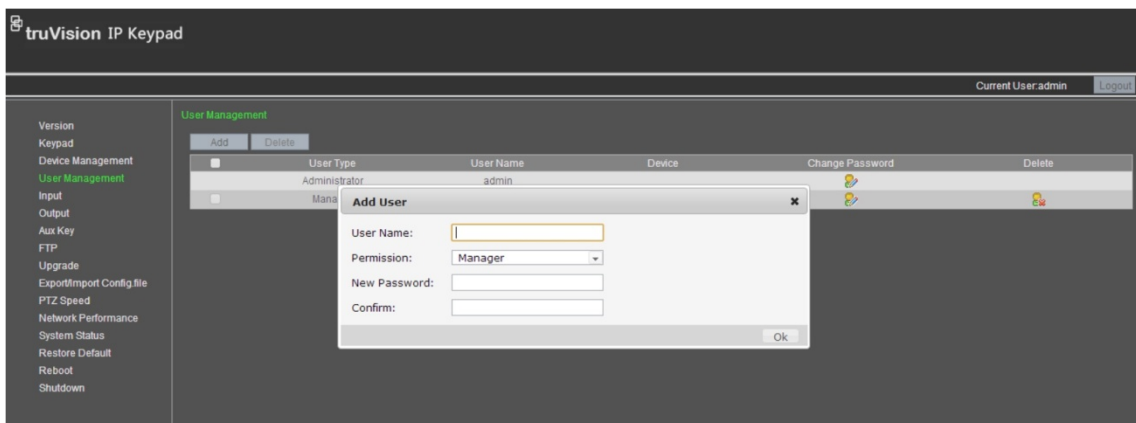 truVision IP Keypad
Current User:admin Logout
User Management
Add Delete
User Type User Name Device Change Password Delete
Administrator admin
Mana
Version
Keypad
Device Management
User Management
Input
Output
Aux Key
FTP
Upgrade
Export/Import Config.file
PTZ Speed
Network Performance
System Status
Restore Default
Reboot
Shutdown
Add User
User Name:
Permission: Manager
New Password:
Confirm:
Ok